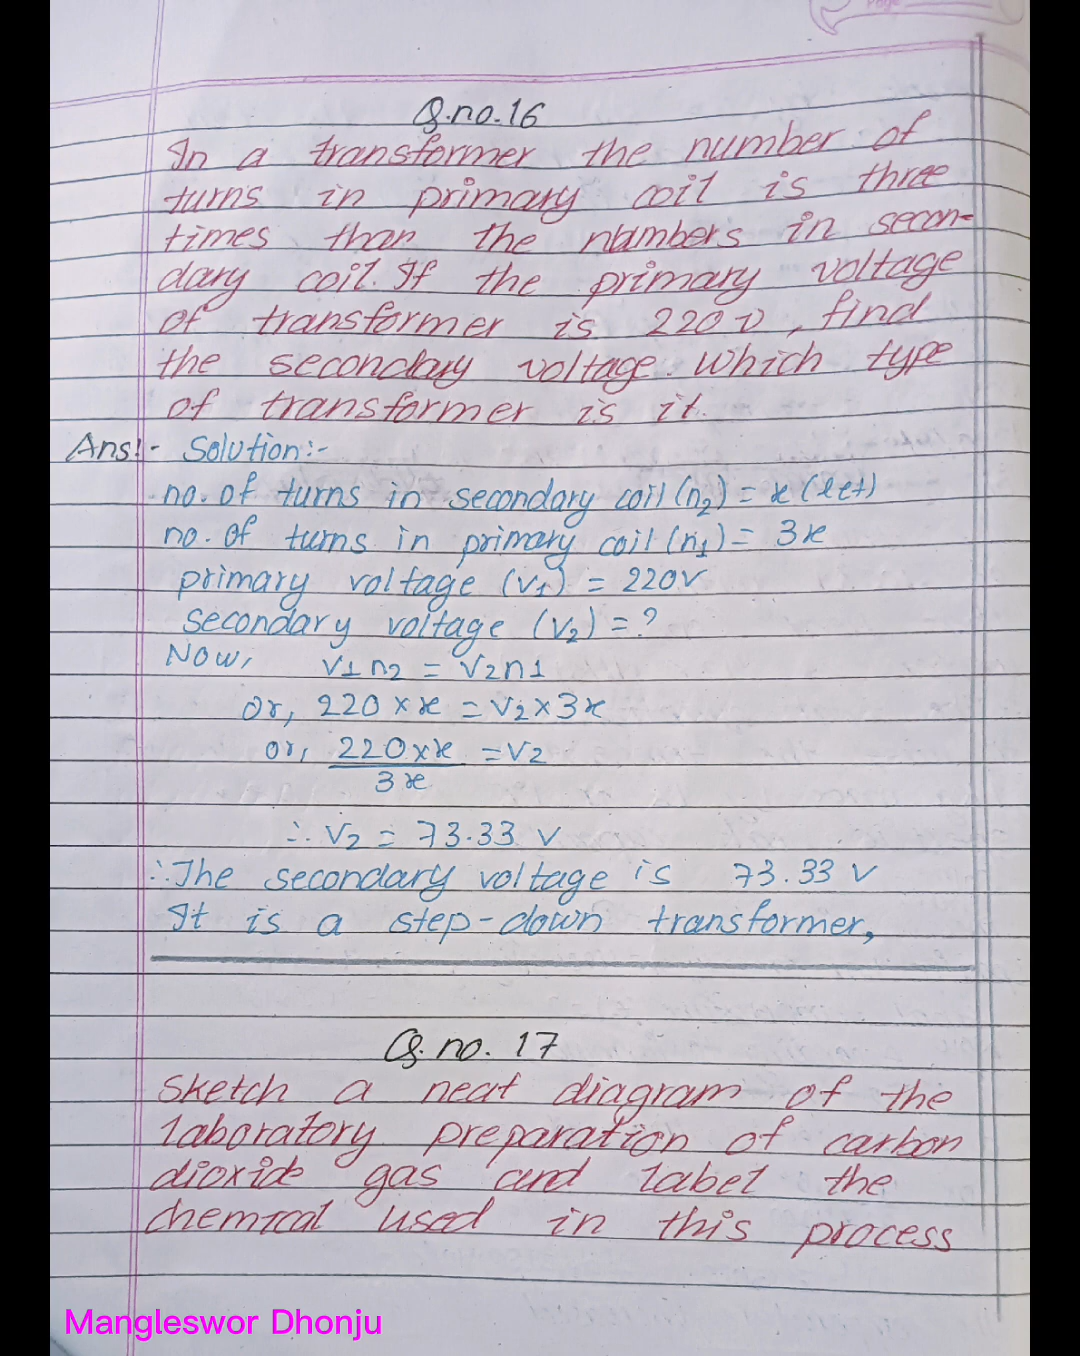 Page
Q.no.16
In a transformer the number of
turns in primary coil is three
times than the numbers in secon-
dary coil. If the primary voltage
of transformer is 220 v, find
the secondary voltage. Which type
of transformer is it.
Ans:- Solution:-
no. of turns in secondary coil (n₂) = x (let)
no. of turns in primary coil (n₁) = 3x
primary voltage (V₁) = 220V
Secondary voltage (V₂) = ?
Now, V₁ n₂ = V₂n₁
or, 220 × x = V₂ × 3x
or, 220 × x / 3x = V₂
∴ V₂ = 73.33 V
∴ The secondary voltage is 73.33 V
It is a step-down transformer,
Q.no. 17
Sketch a neat diagram of the
laboratory preparation of carbon
dioxide gas and label the
chemical used in this process
Mangleswor Dhonju